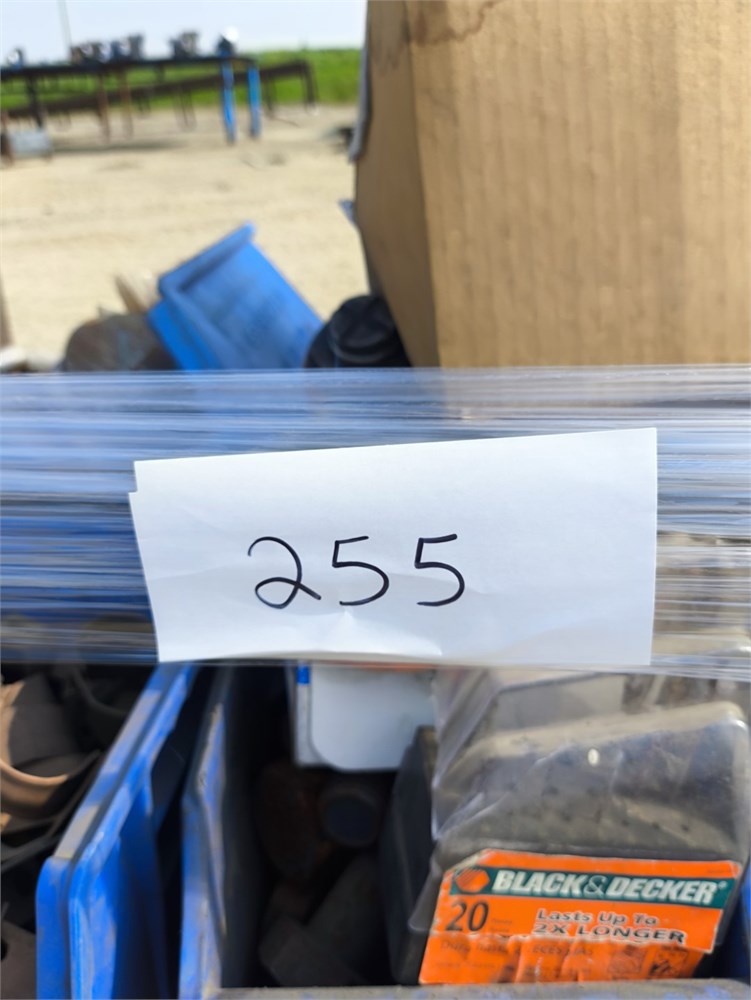 255
BLACK&DECKER®
20
Lasts Up To
2X LONGER